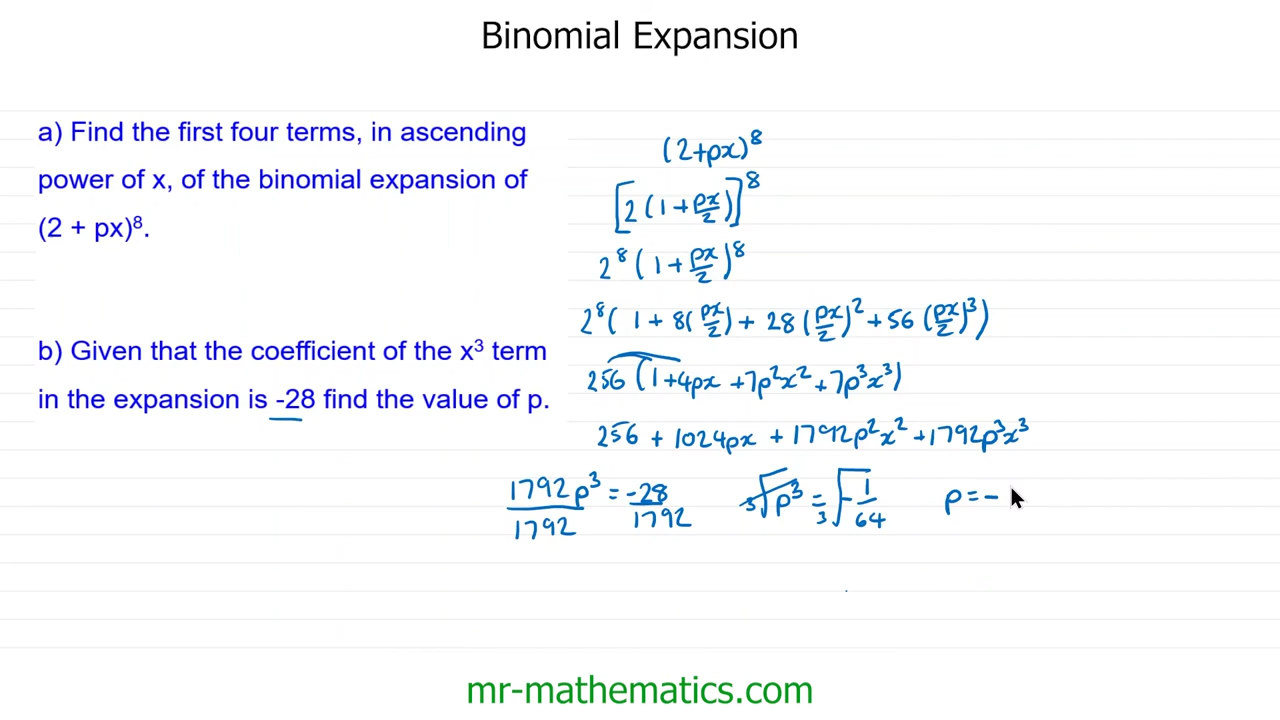 Binomial Expansion
a) Find the first four terms, in ascending
power of x, of the binomial expansion of
(2 + px)⁸.
b) Given that the coefficient of the x³ term
in the expansion is -28 find the value of p.
(2+px)⁸
[2(1+px/2)]⁸
2⁸(1+px/2)⁸
2⁸(1+8(px/2)+28(px/2)²+56(px/2)³)
256(1+4px+7p²x²+7p³x³)
256+1024px+1792p²x²+1792p³x³
1792p³/1792=-28/1792 ³√p³=³√-1/64 p=-
mr-mathematics.com